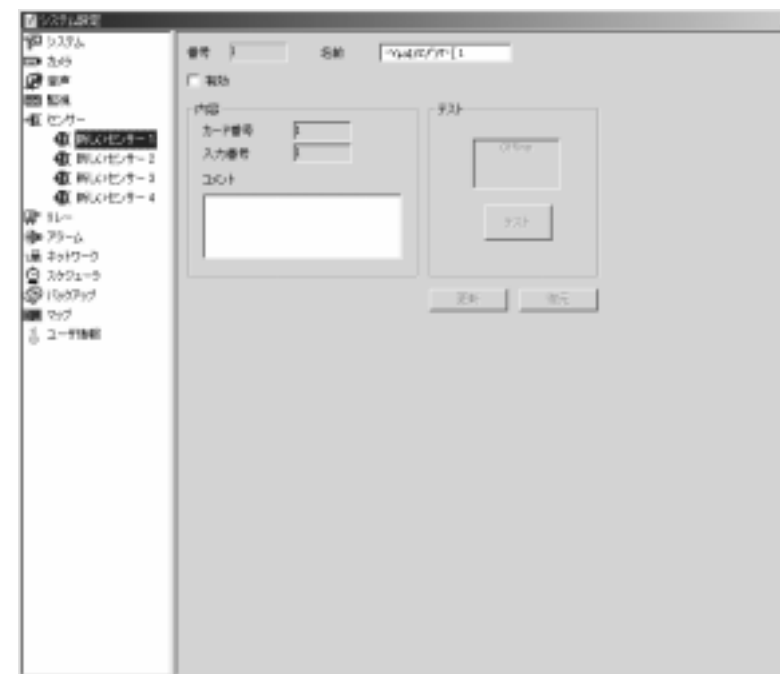 システム設定
システム
カメラ
音声
監視
センサー
新しいセンサー 1
新しいセンサー 2
新しいセンサー 3
新しいセンサー 4
リレー
アラーム
ネットワーク
スケジューラ
バックアップ
マップ
ユーザ情報
番号 名前
有効
内容
カード番号
入力番号
コメント
テスト
Offline
テスト
更新 復元